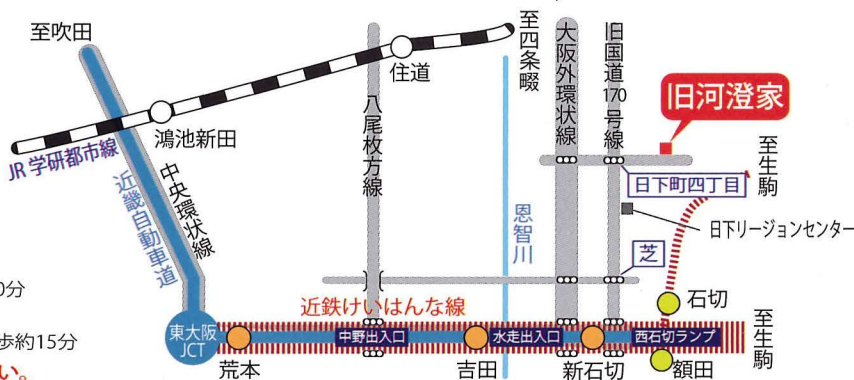 至吹田
至四条畷
大阪外環状線
旧国道170号線
住道
八尾枚方線
旧河澄家
鴻池新田
JR学研都市線
近畿自動車道
中央環状線
至生駒
日下町四丁目
恩智川
日下リージョンセンター
芝
0分
近鉄けいはんな線
石切
東大阪
JCT
中野出入口
水走出入口
西石切ランプ
至生駒
歩約15分
荒本
吉田
新石切
額田
い。